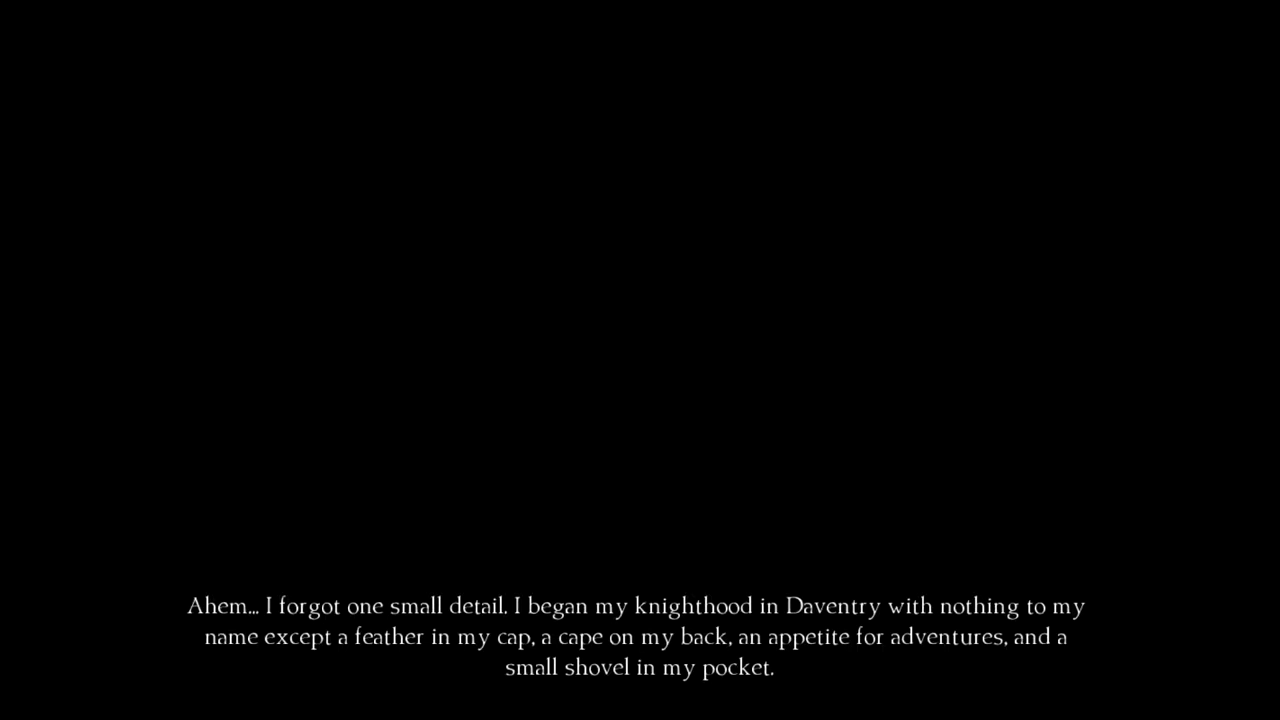 Ahem... I forgot one small detail. I began my knighthood in Daventry with nothing to my
name except a feather in my cap, a cape on my back, an appetite for adventures, and a
small shovel in my pocket.